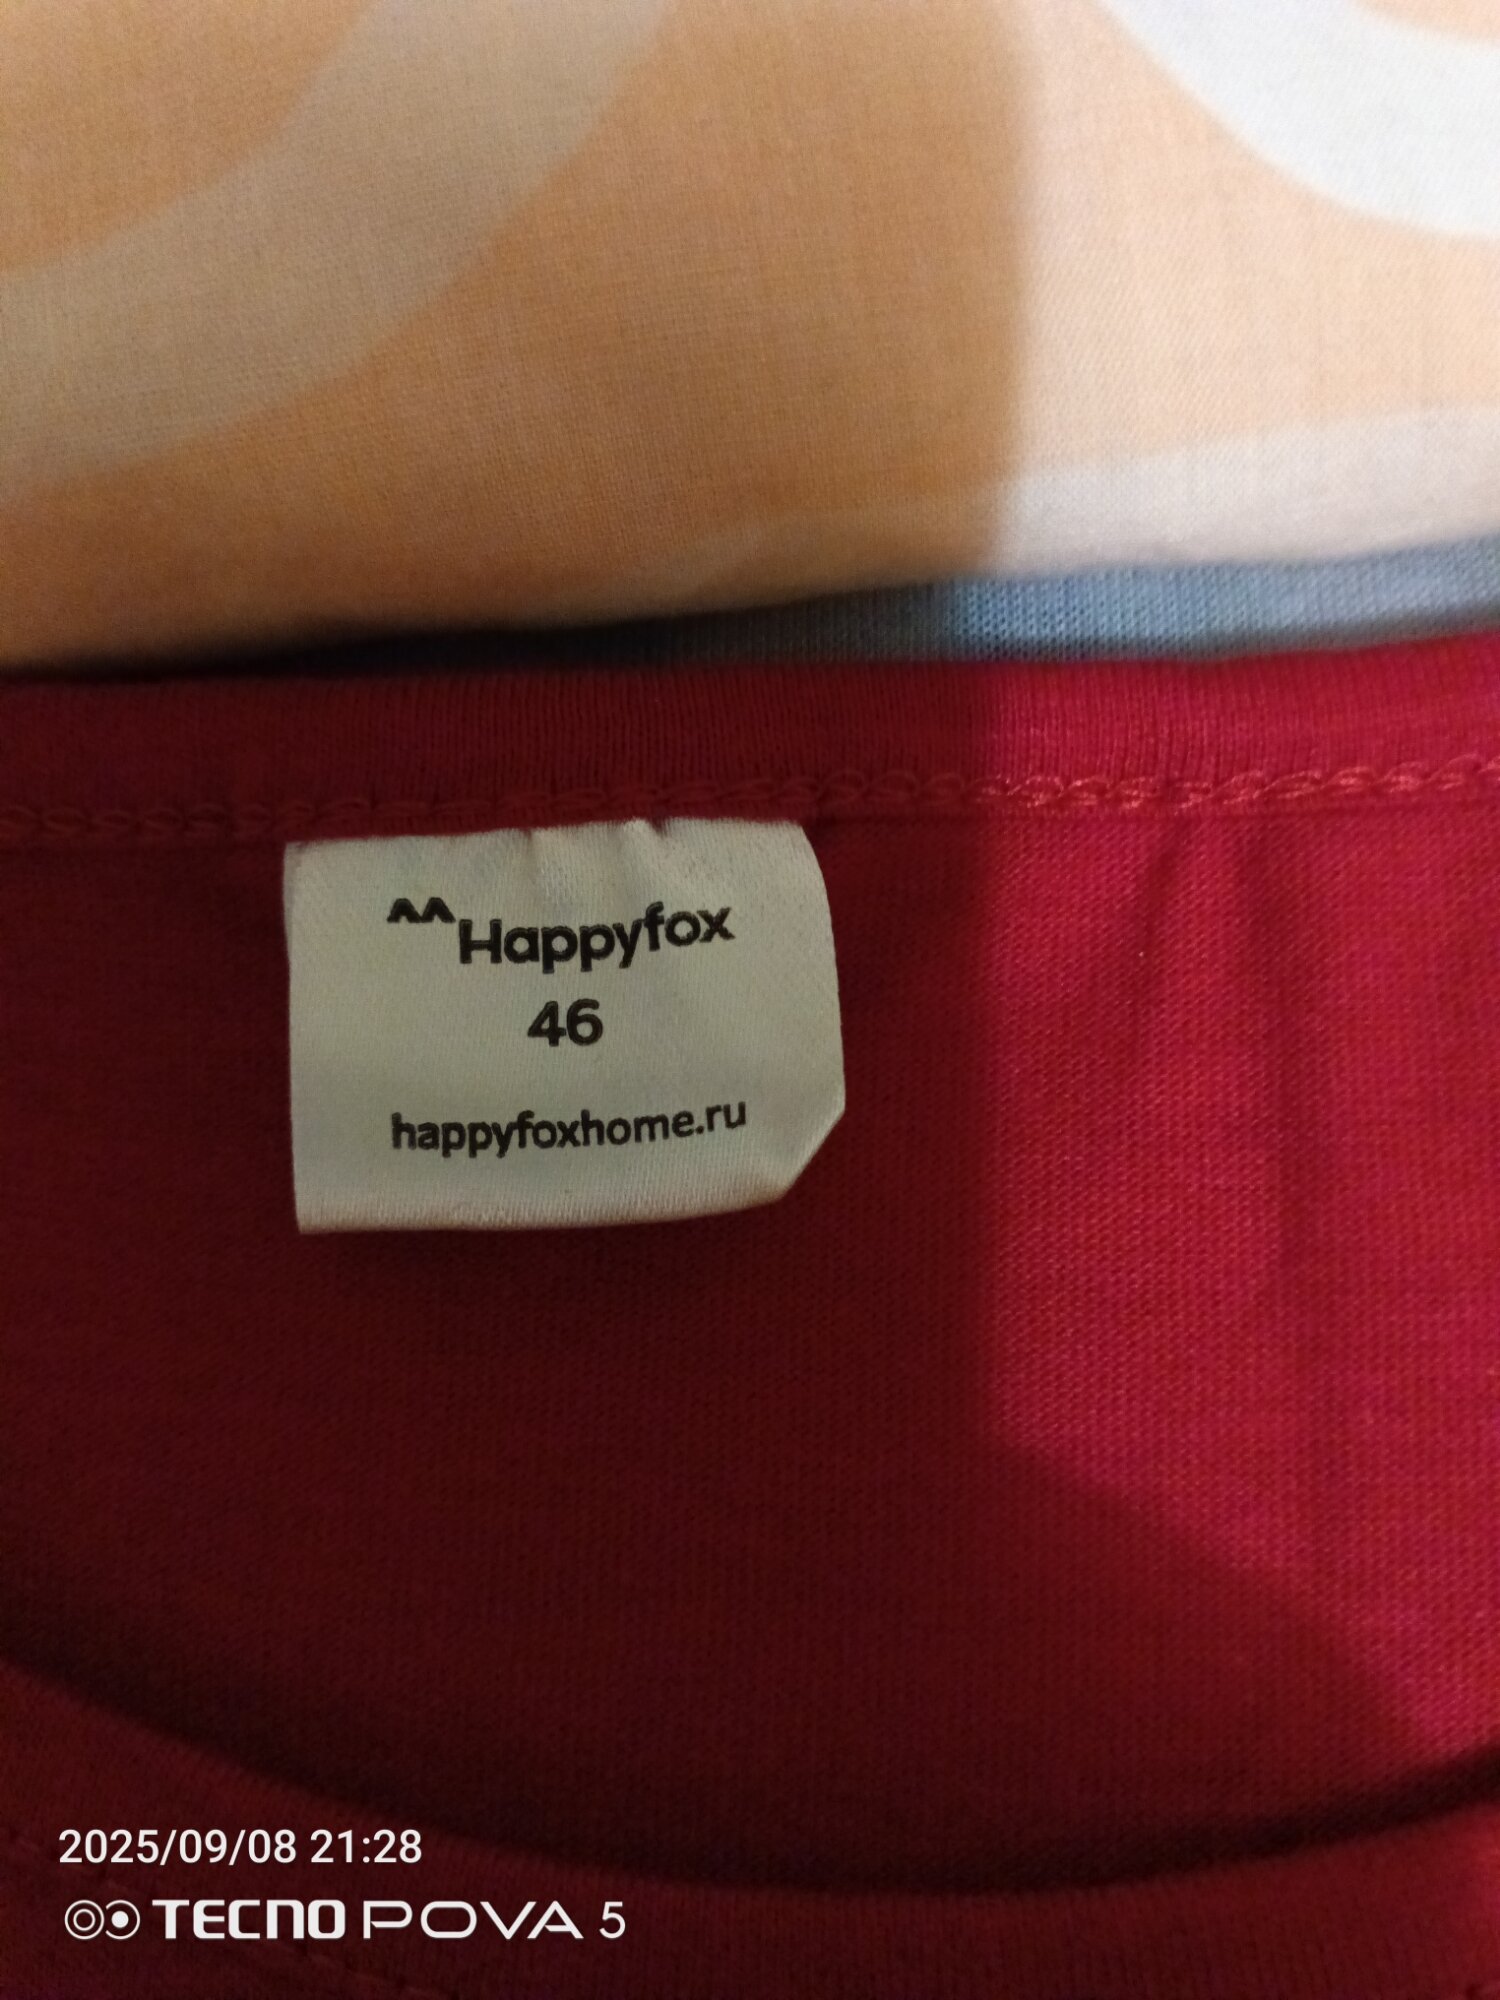 Happyfox
46
happyfoxhome.ru
2025/09/08 21:28
TECNO POVA 5